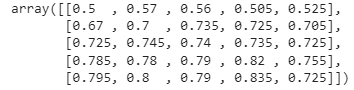 array([[0.5  , 0.57 , 0.56 , 0.505, 0.525],
       [0.67 , 0.7  , 0.735, 0.725, 0.705],
       [0.725, 0.745, 0.74 , 0.735, 0.725],
       [0.785, 0.78 , 0.79 , 0.82 , 0.755],
       [0.795, 0.8  , 0.79 , 0.835, 0.725]])